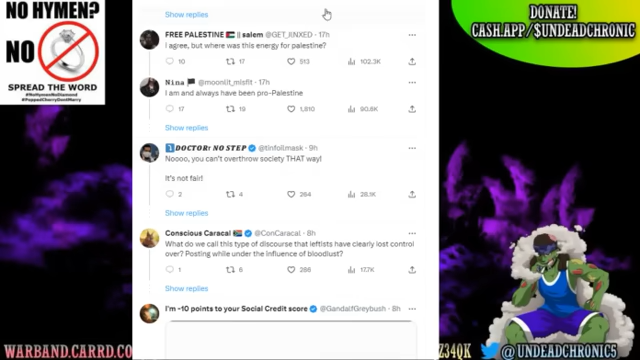 NO HYMEN?
NO
SPREAD THE WORD
#NoHymenNoDiamond
#PoppedCherryDontMarry
DONATE!
CASH.APP/$UNDEADCHRONIC
Show replies
FREE PALESTINE 🇵🇸 || salem @GET_IINXED · 17h
I agree, but where was this energy for palestine?
10 17 513 102.3K
Nina 🏴 @moonlit_misfit · 17h
I am and always have been pro-Palestine
17 19 1,810 90.6K
Show replies
DOCTOR! NO STEP @tinfoilmask · 9h
Noooo, you can't overthrow society THAT way!
It's not fair!
2 4 264 28.1K
Show replies
Conscious Caracal 🇿🇦 @ConCaracal · 8h
What do we call this type of discourse that leftists have clearly lost control
over? Posting while under the influence of bloodlust?
1 6 286 17.7K
Show replies
I'm -10 points to your Social Credit score @GandalfGreybush · 8h
WARBAND.CARRD.CO
Z34QK
@UNDEADCHRONIC5